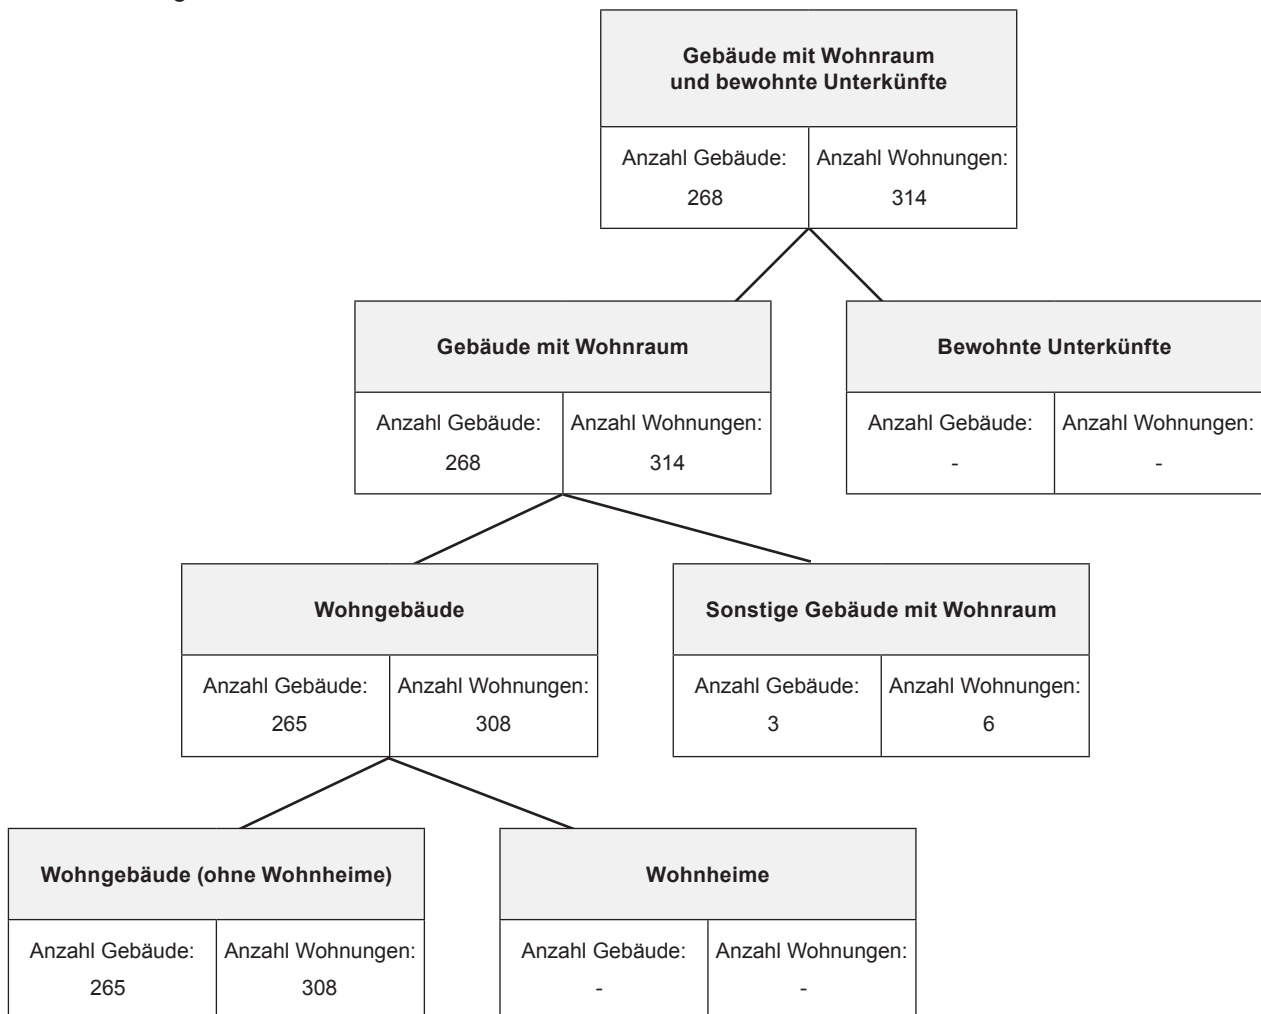 Gebäude mit Wohnraum
und bewohnte Unterkünfte
Anzahl Gebäude: Anzahl Wohnungen:
268 314
Gebäude mit Wohnraum
Anzahl Gebäude: Anzahl Wohnungen:
268 314
Bewohnte Unterkünfte
Anzahl Gebäude: Anzahl Wohnungen:
- -
Wohngebäude
Anzahl Gebäude: Anzahl Wohnungen:
265 308
Sonstige Gebäude mit Wohnraum
Anzahl Gebäude: Anzahl Wohnungen:
3 6
Wohngebäude (ohne Wohnheime)
Anzahl Gebäude: Anzahl Wohnungen:
265 308
Wohnheime
Anzahl Gebäude: Anzahl Wohnungen:
- -